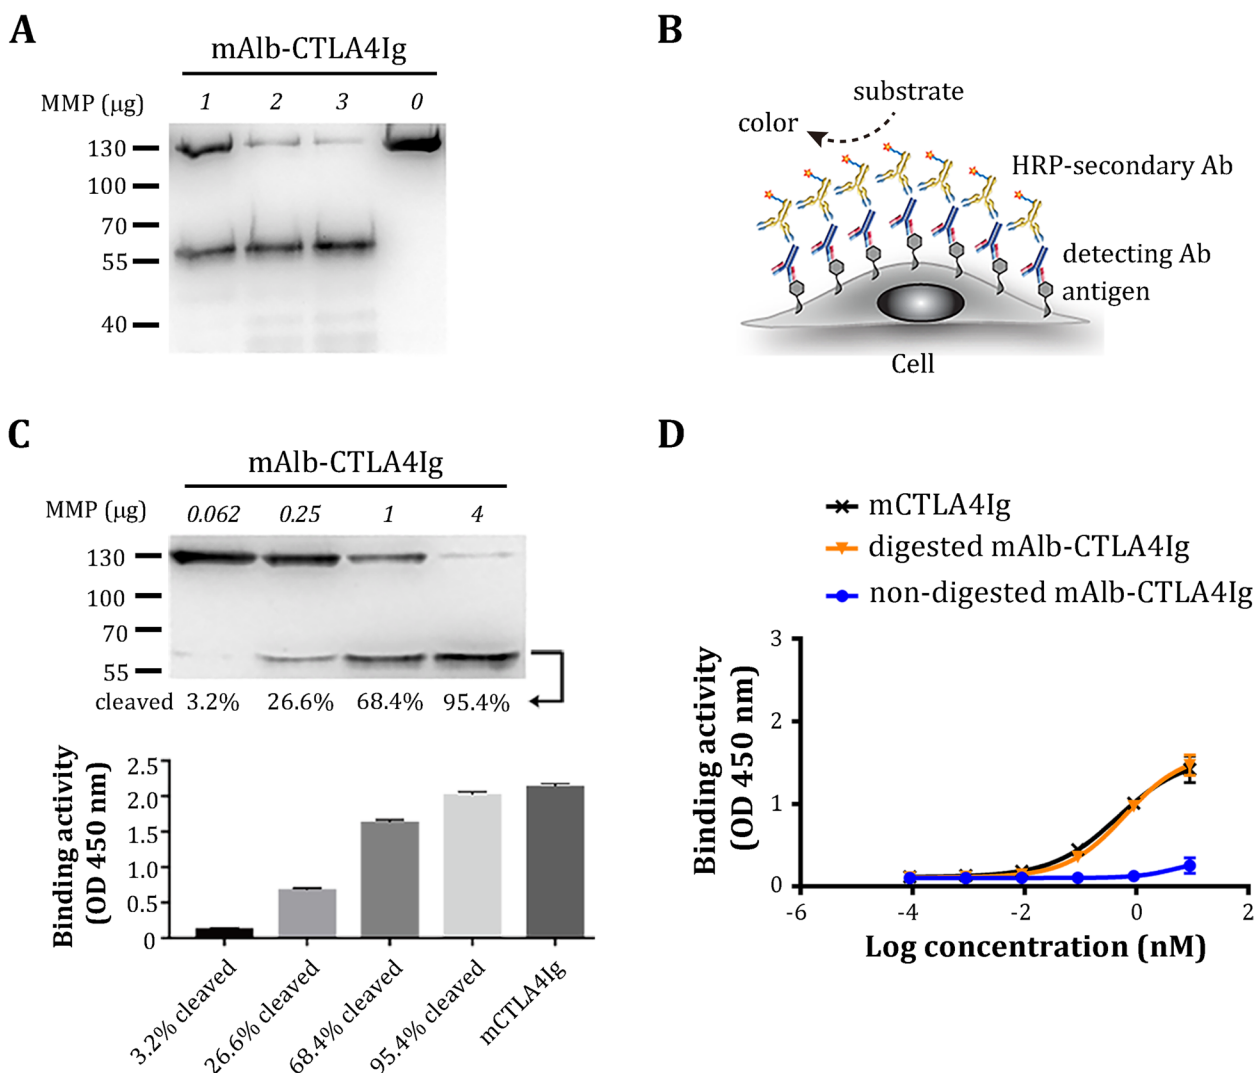 A
mAlb-CTLA4Ig
MMP (µg) 1 2 3 0
130
100
70
55
40
B
substrate
color
HRP-secondary Ab
detecting Ab
antigen
Cell
C
mAlb-CTLA4Ig
MMP (µg) 0.062 0.25 1 4
130
100
70
55
cleaved 3.2% 26.6% 68.4% 95.4%
Binding activity
(OD 450 nm)
2.5
2.0
1.5
1.0
0.5
0
3.2% cleaved
26.6% cleaved
68.4% cleaved
95.4% cleaved
mCTLA4Ig
D
mCTLA4Ig
digested mAlb-CTLA4Ig
non-digested mAlb-CTLA4Ig
Binding activity
(OD 450 nm)
3
2
1
0
-6 -4 -2 0 2
Log concentration (nM)